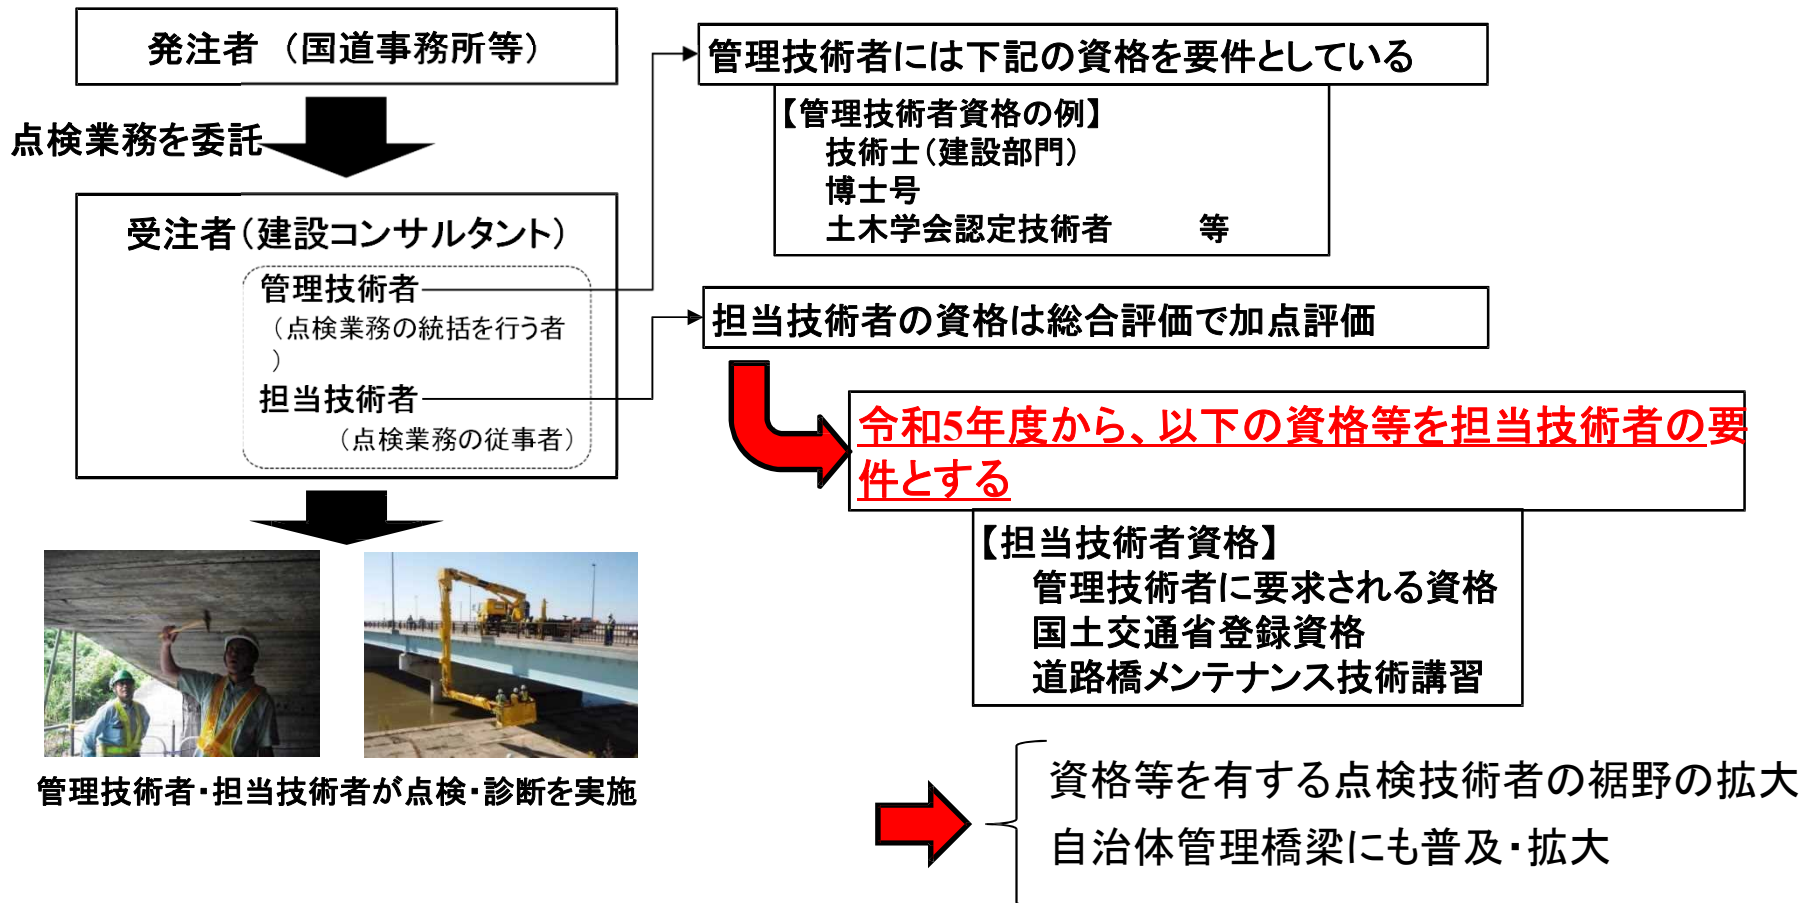 発注者 （国道事務所等）
点検業務を委託
受注者（建設コンサルタント）
管理技術者
（点検業務の統括を行う者
）
担当技術者
（点検業務の従事者）
管理技術者・担当技術者が点検・診断を実施
管理技術者には下記の資格を要件としている
【管理技術者資格の例】
技術士（建設部門）
博士号
土木学会認定技術者 等
担当技術者の資格は総合評価で加点評価
令和5年度から、以下の資格等を担当技術者の要
件とする
【担当技術者資格】
管理技術者に要求される資格
国土交通省登録資格
道路橋メンテナンス技術講習
資格等を有する点検技術者の裾野の拡大
自治体管理橋梁にも普及・拡大